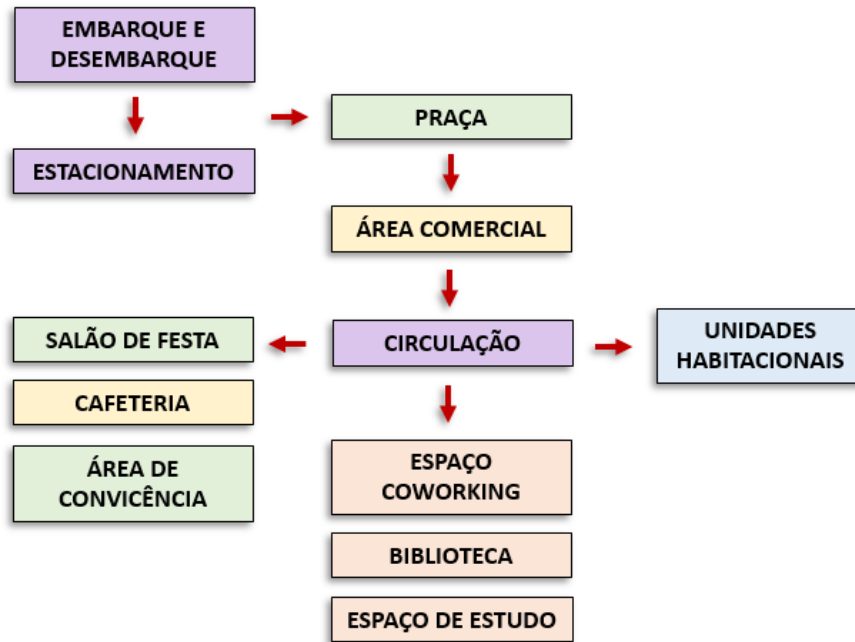 EMBARQUE E
DESEMBARQUE
ESTACIONAMENTO
PRAÇA
ÁREA COMERCIAL
CIRCULAÇÃO
SALÃO DE FESTA
CAFETERIA
ÁREA DE
CONVICÊNCIA
UNIDADES
HABITACIONAIS
ESPAÇO
COWORKING
BIBLIOTECA
ESPAÇO DE ESTUDO